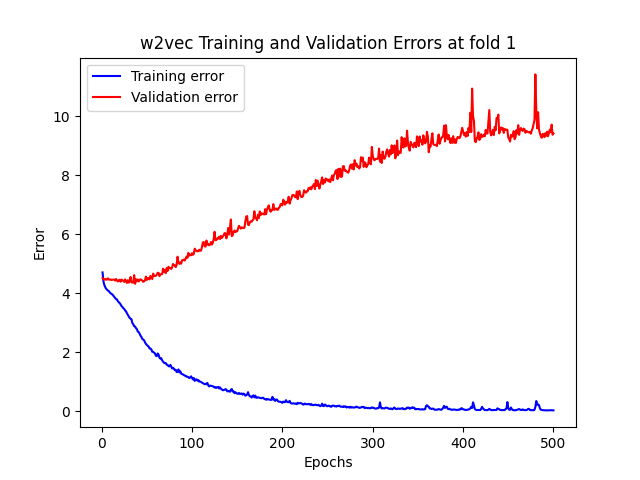 w2vec Training and Validation Errors at fold 1
Training error
Validation error
Error
10
8
6
4
2
0
0 100 200 300 400 500
Epochs